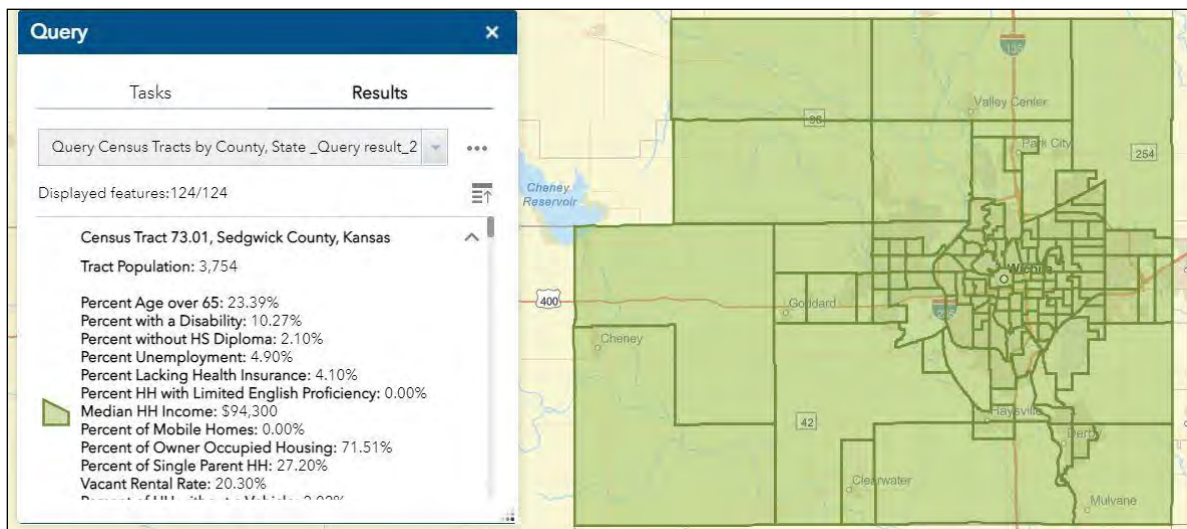 Query
×
Tasks
Results
Query Census Tracts by County, State _Query result_2
Displayed features:124/124
Census Tract 73.01, Sedgwick County, Kansas
Tract Population: 3,754
Percent Age over 65: 23.39%
Percent with a Disability: 10.27%
Percent without HS Diploma: 2.10%
Percent Unemployment: 4.90%
Percent Lacking Health Insurance: 4.10%
Percent HH with Limited English Proficiency: 0.00%
Median HH Income: $94,300
Percent of Mobile Homes: 0.00%
Percent of Owner Occupied Housing: 71.51%
Percent of Single Parent HH: 27.20%
Vacant Rental Rate: 20.30%
135
Valley Center
96
Park City
254
Cheney
Reservoir
Wichita
400
Goddard
235
Cheney
Haysville
42
Derby
Clearwater
Mulvane